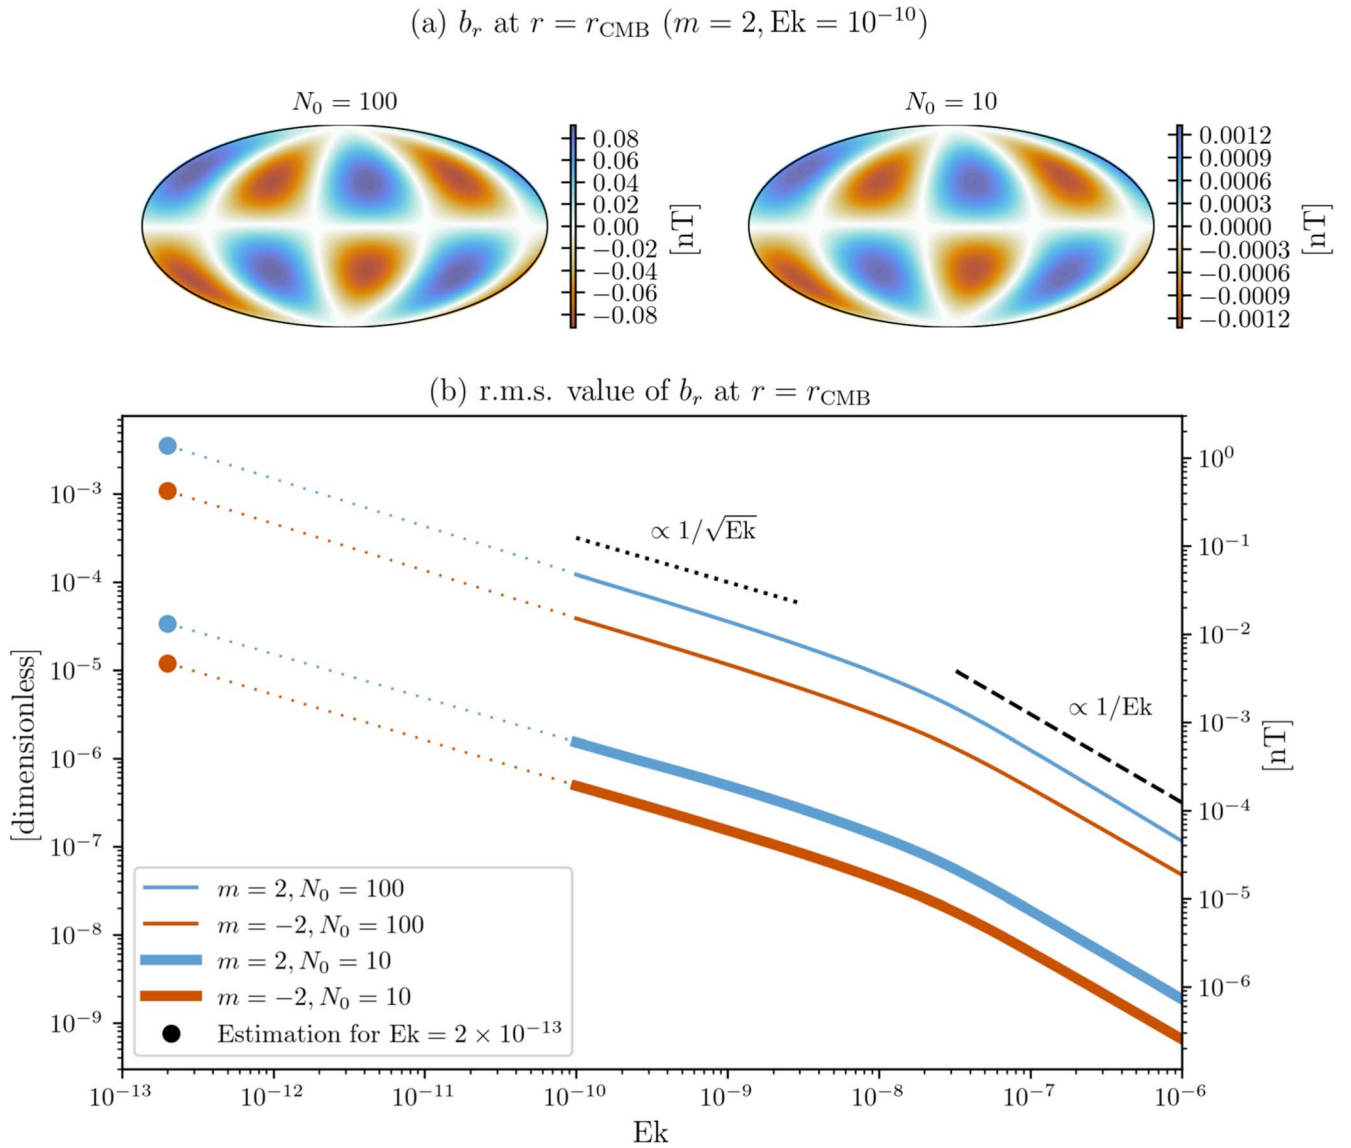 (a) b_r at r = r_CMB (m = 2, Ek = 10^−10)
N_0 = 100
N_0 = 10
0.08
0.06
0.04
0.02
0.00
−0.02
−0.04
−0.06
−0.08
[nT]
0.0012
0.0009
0.0006
0.0003
0.0000
−0.0003
−0.0006
−0.0009
−0.0012
[nT]
(b) r.m.s. value of b_r at r = r_CMB
[dimensionless]
10^−3
10^−4
10^−5
10^−6
10^−7
10^−8
10^−9
∝ 1/√Ek
∝ 1/Ek
10^0
10^−1
10^−2
10^−3
10^−4
10^−5
10^−6
[nT]
m = 2, N_0 = 100
m = −2, N_0 = 100
m = 2, N_0 = 10
m = −2, N_0 = 10
Estimation for Ek = 2 × 10^−13
10^−13
10^−12
10^−11
10^−10
10^−9
10^−8
10^−7
10^−6
Ek